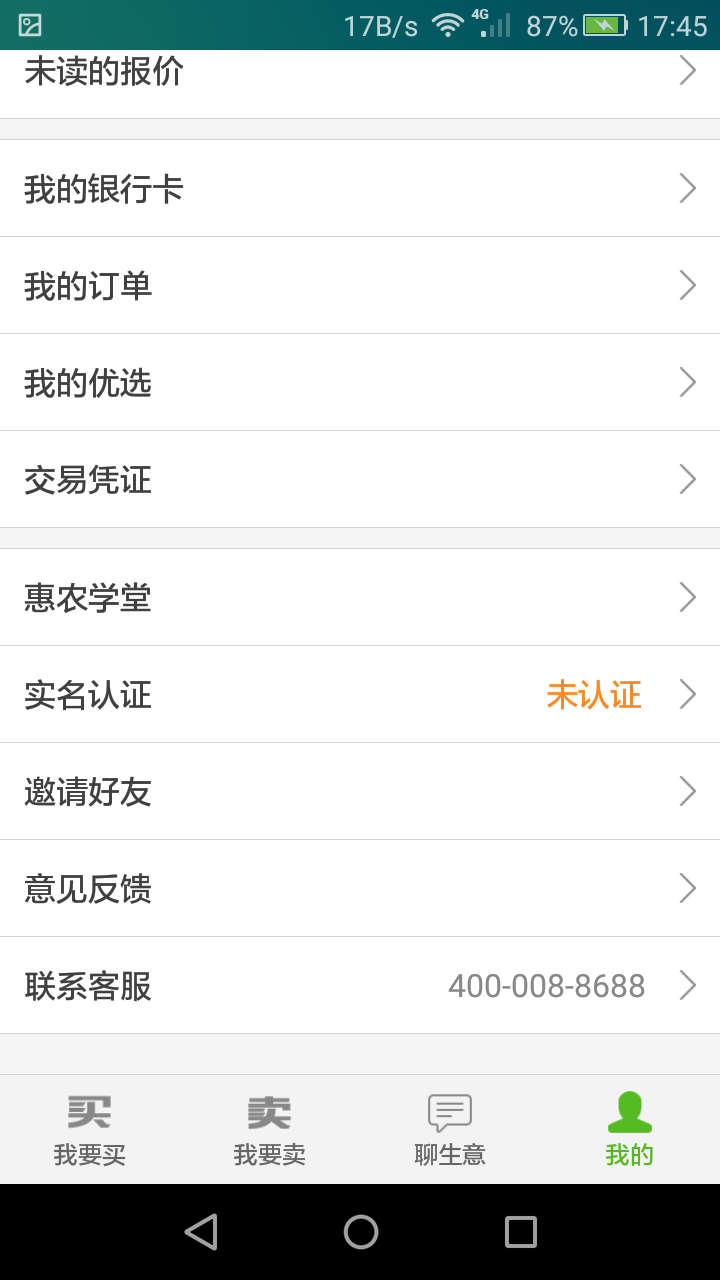 17B/s 4G 87% 17:45
未读的报价
我的银行卡
我的订单
我的优选
交易凭证
惠农学堂
实名认证 未认证
邀请好友
意见反馈
联系客服 400-008-8688
买 卖
我要买 我要卖 聊生意 我的